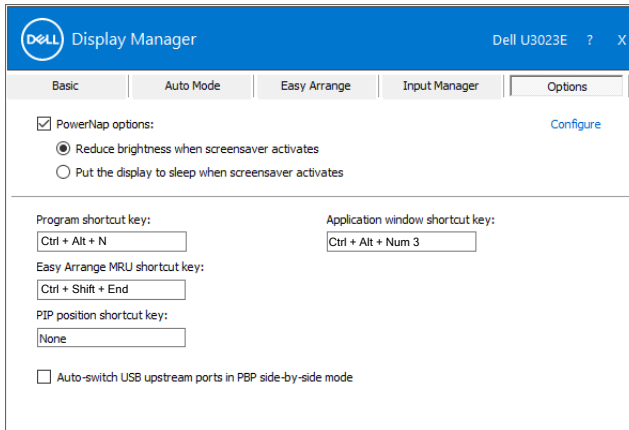 DELL Display Manager Dell U3023E ? X
Basic Auto Mode Easy Arrange Input Manager Options
PowerNap options: Configure
Reduce brightness when screensaver activates
Put the display to sleep when screensaver activates
Program shortcut key: Application window shortcut key:
Ctrl + Alt + N Ctrl + Alt + Num 3
Easy Arrange MRU shortcut key:
Ctrl + Shift + End
PIP position shortcut key:
None
Auto-switch USB upstream ports in PBP side-by-side mode